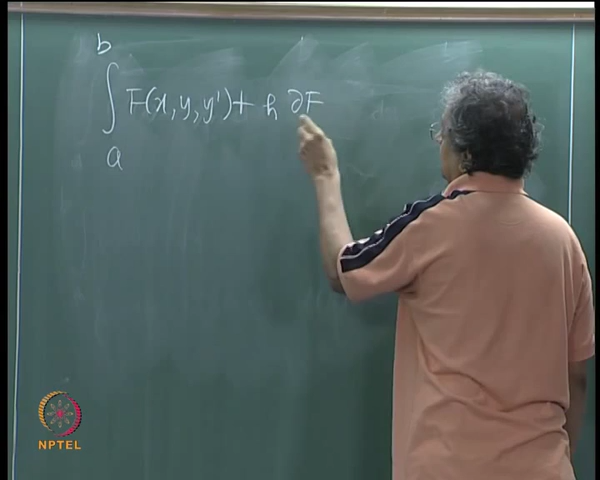 b
∫ F(x, y, y') + h ∂F
a
NPTEL